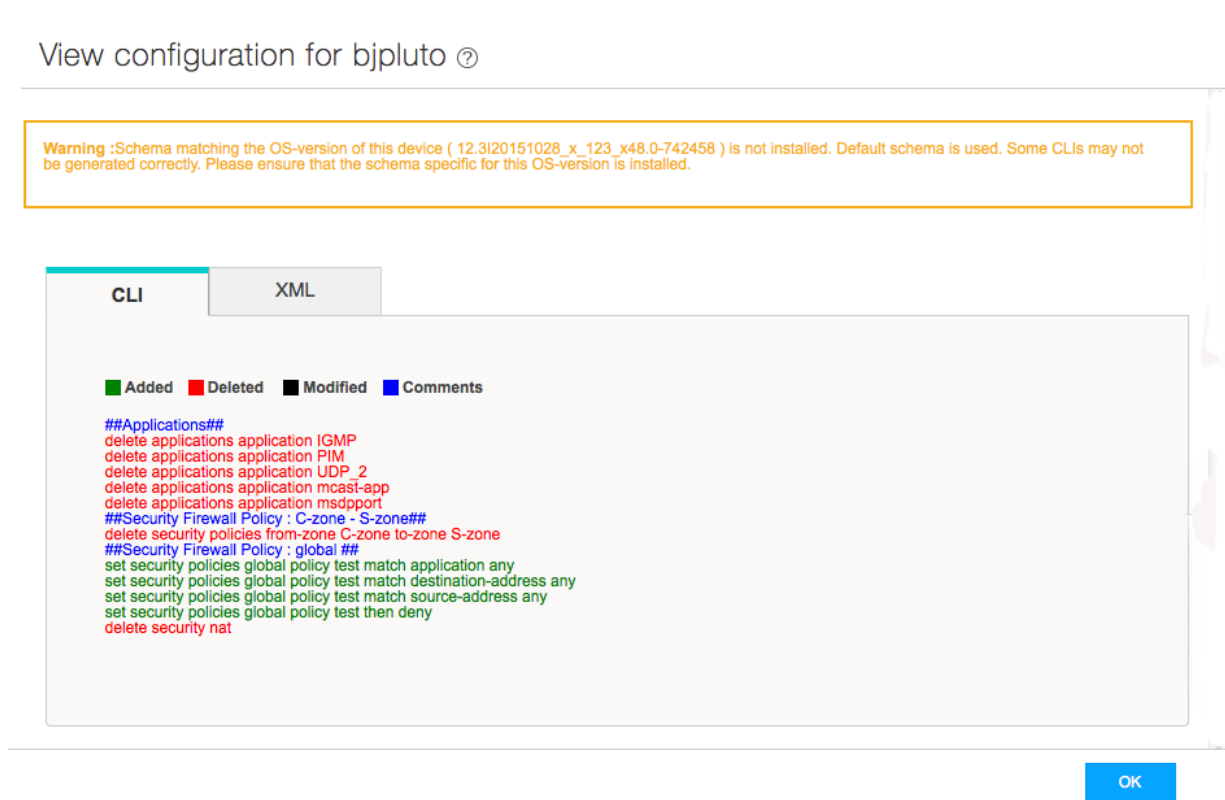 View configuration for bjpluto ?
Warning :Schema matching the OS-version of this device ( 12.3I20151028_x_123_x48.0-742458 ) is not installed. Default schema is used. Some CLIs may not
be generated correctly. Please ensure that the schema specific for this OS-version is installed.
CLI
XML
Added Deleted Modified Comments
##Applications##
delete applications application IGMP
delete applications application PIM
delete applications application UDP_2
delete applications application mcast-app
delete applications application msdpport
##Security Firewall Policy : C-zone - S-zone##
delete security policies from-zone C-zone to-zone S-zone
##Security Firewall Policy : global ##
set security policies global policy test match application any
set security policies global policy test match destination-address any
set security policies global policy test match source-address any
set security policies global policy test then deny
delete security nat
OK